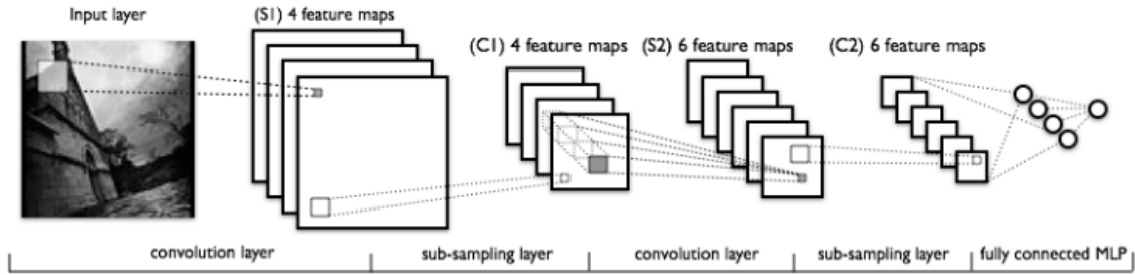 Input layer
(S1) 4 feature maps
(C1) 4 feature maps
(S2) 6 feature maps
(C2) 6 feature maps
convolution layer
sub-sampling layer
convolution layer
sub-sampling layer
fully connected MLP